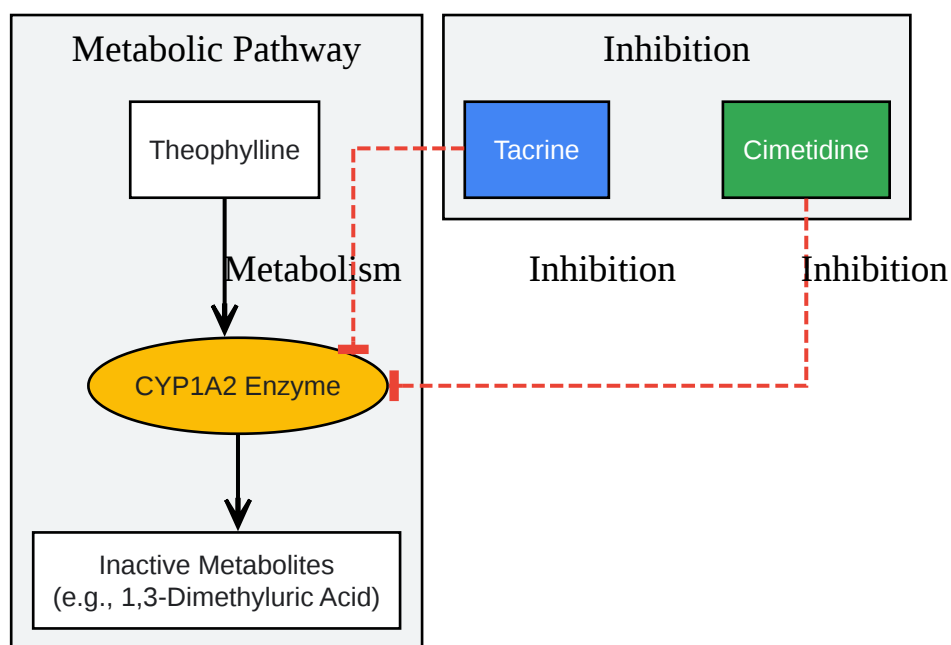 Metabolic Pathway
Inhibition
Theophylline
Tacrine
Cimetidine
Metabolism
Inhibition
Inhibition
CYP1A2 Enzyme
Inactive Metabolites
(e.g., 1,3-Dimethyluric Acid)